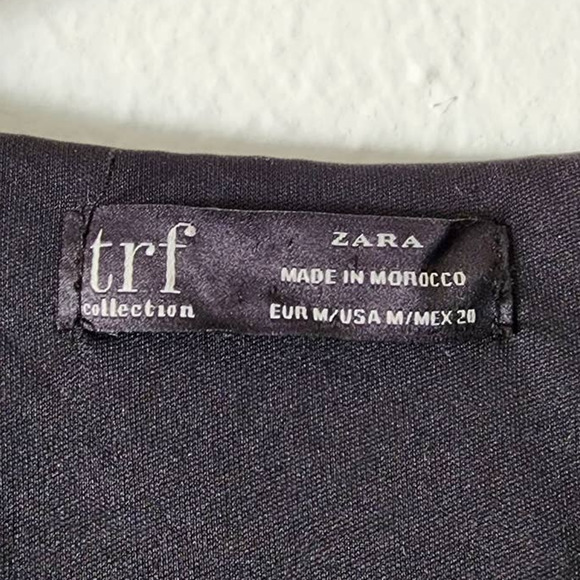 trf
collection
ZARA
MADE IN MOROCCO
EUR M/USA M/MEX 28